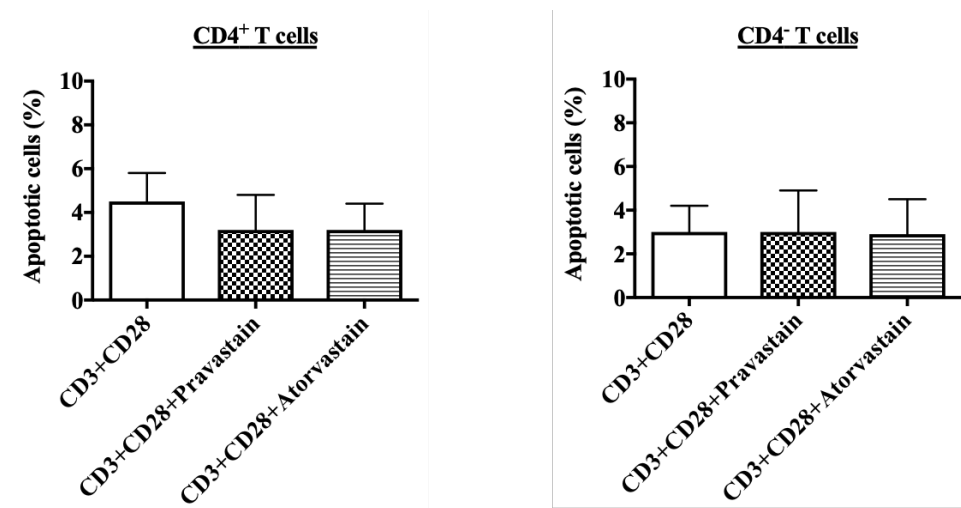 CD4⁺ T cells
Apoptotic cells (%)
10
8
6
4
2
0
CD3+CD28
CD3+CD28+Pravastain
CD3+CD28+Atorvastain
CD4⁻ T cells
Apoptotic cells (%)
10
8
6
4
2
0
CD3+CD28
CD3+CD28+Pravastain
CD3+CD28+Atorvastain